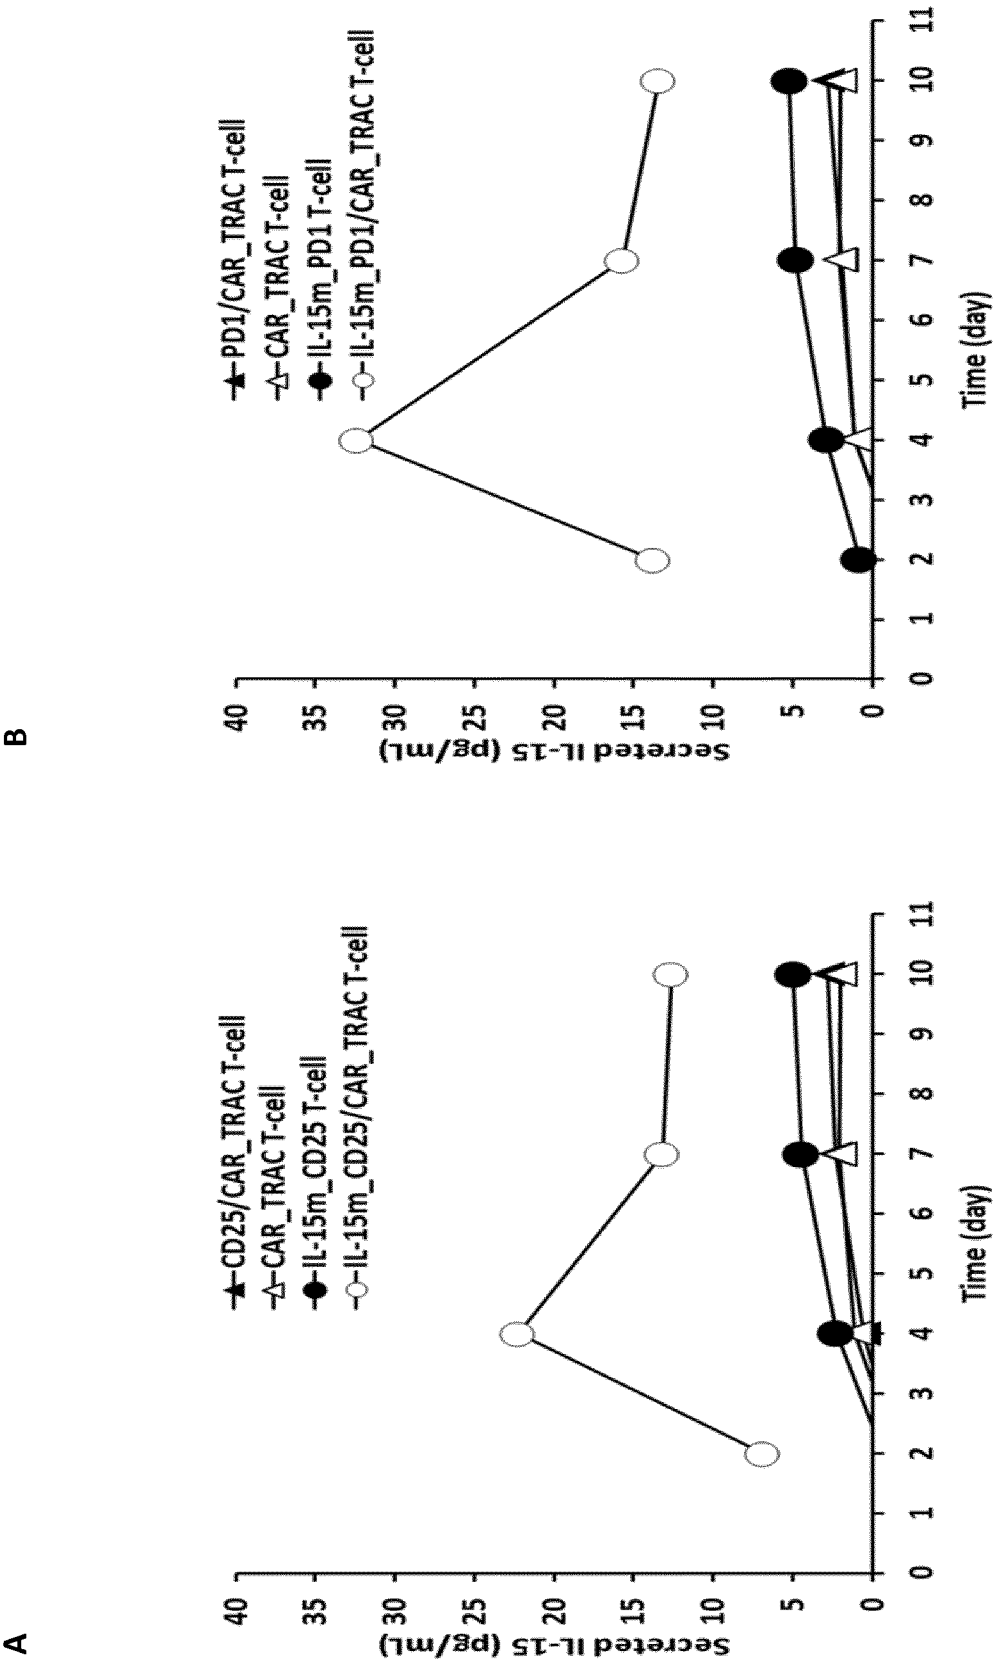 A
CD25/CAR_TRAC T-cell
CAR_TRAC T-cell
IL-15m_CD25 T-cell
IL-15m_CD25/CAR_TRAC T-cell
Secreted IL-15 (pg/mL)
40
35
30
25
20
15
10
5
0
0 1 2 3 4 5 6 7 8 9 10 11
Time (day)
B
PD1/CAR_TRAC T-cell
CAR_TRAC T-cell
IL-15m_PD1 T-cell
IL-15m_PD1/CAR_TRAC T-cell
Secreted IL-15 (pg/mL)
40
35
30
25
20
15
10
5
0
0 1 2 3 4 5 6 7 8 9 10 11
Time (day)